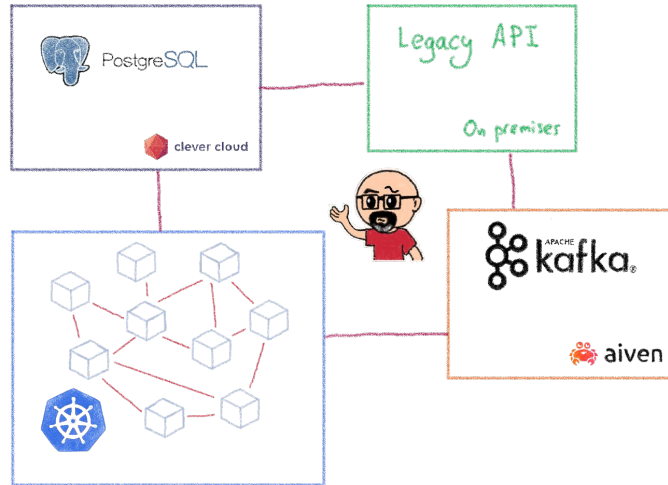 PostgreSQL
clever cloud
Legacy API
On premises
APACHE
kafka®
aiven